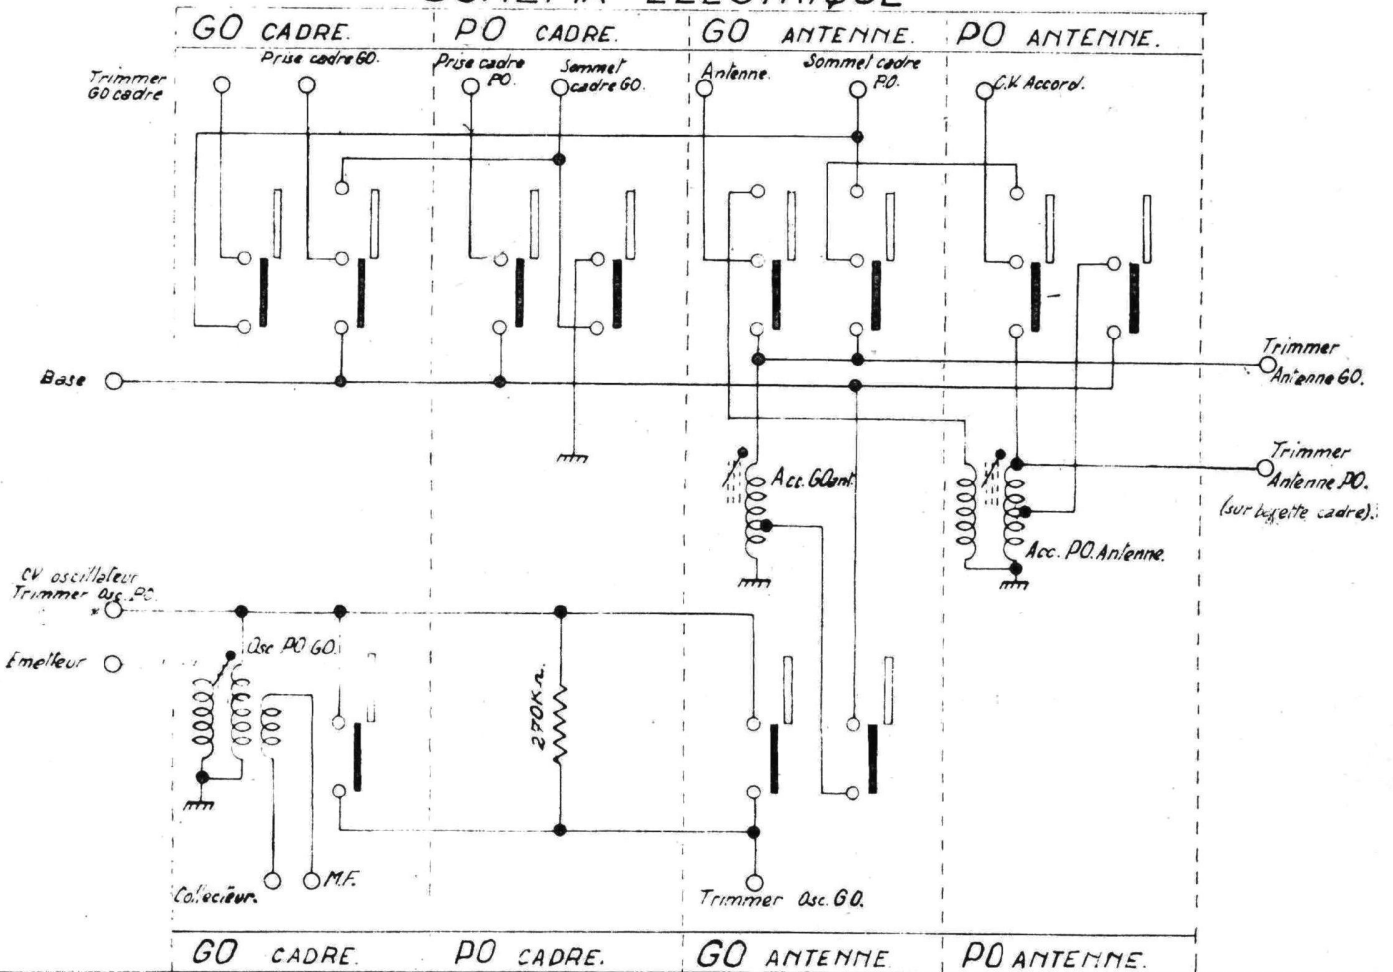 SCHEMA ELECTRIQUE
GO CADRE.
PO CADRE.
GO ANTENNE.
PO ANTENNE.
Trimmer
GO cadre
Prise cadre GO.
Prise cadre
PO.
Sommet
cadre GO.
Antenne.
Sommet cadre
PO.
C.V. Accord.
Base
Trimmer
Antenne GO.
Trimmer
Antenne PO.
(sur barette cadre).
Acc. GO ant.
Acc. PO. Antenne.
CV oscillateur
Trimmer Osc. PO.
*
Osc PO GO.
Emetteur
270KΩ.
Collecteur.
M.F.
Trimmer Osc. GO.
GO CADRE.
PO CADRE.
GO ANTENNE
PO ANTENNE.